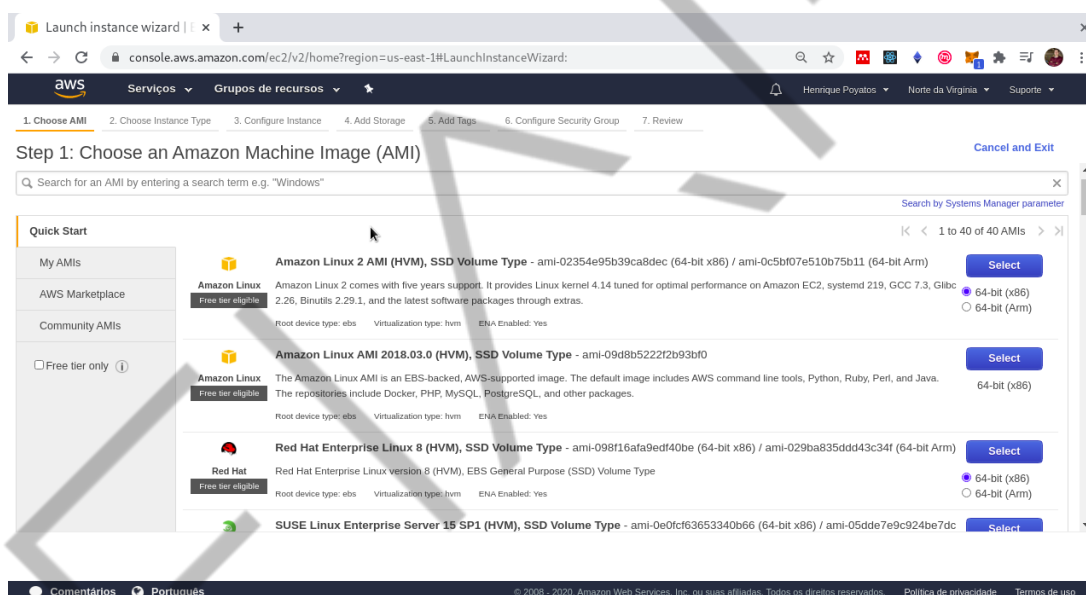 Launch instance wizard | E
console.aws.amazon.com/ec2/v2/home?region=us-east-1#LaunchInstanceWizard:
aws Serviços Grupos de recursos Henrique Poyatos Norte da Virgínia Suporte
1. Choose AMI 2. Choose Instance Type 3. Configure Instance 4. Add Storage 5. Add Tags 6. Configure Security Group 7. Review
Step 1: Choose an Amazon Machine Image (AMI) Cancel and Exit
Search for an AMI by entering a search term e.g. "Windows"
Search by Systems Manager parameter
Quick Start
My AMIs
AWS Marketplace
Community AMIs
Free tier only
1 to 40 of 40 AMIs
Amazon Linux
Free tier eligible
Amazon Linux 2 AMI (HVM), SSD Volume Type - ami-02354e95b39ca8dec (64-bit x86) / ami-0c5bf07e510b75b11 (64-bit Arm)
Amazon Linux 2 comes with five years support. It provides Linux kernel 4.14 tuned for optimal performance on Amazon EC2, systemd 219, GCC 7.3, Glibc
2.26, Binutils 2.29.1, and the latest software packages through extras.
Root device type: ebs Virtualization type: hvm ENA Enabled: Yes
Select
64-bit (x86)
64-bit (Arm)
Amazon Linux
Free tier eligible
Amazon Linux AMI 2018.03.0 (HVM), SSD Volume Type - ami-09d8b5222f2b93bf0
The Amazon Linux AMI is an EBS-backed, AWS-supported image. The default image includes AWS command line tools, Python, Ruby, Perl, and Java.
The repositories include Docker, PHP, MySQL, PostgreSQL, and other packages.
Root device type: ebs Virtualization type: hvm ENA Enabled: Yes
Select
64-bit (x86)
Red Hat
Free tier eligible
Red Hat Enterprise Linux 8 (HVM), SSD Volume Type - ami-098f16afa9edf40be (64-bit x86) / ami-029ba835ddd43c34f (64-bit Arm)
Red Hat Enterprise Linux version 8 (HVM), EBS General Purpose (SSD) Volume Type
Root device type: ebs Virtualization type: hvm ENA Enabled: Yes
Select
64-bit (x86)
64-bit (Arm)
SUSE Linux Enterprise Server 15 SP1 (HVM), SSD Volume Type - ami-0e0fcf63653340b66 (64-bit x86) / ami-05dde7e9c924be7dc
Select
Comentários Português © 2008 - 2020, Amazon Web Services, Inc. ou suas afiliadas. Todos os direitos reservados. Política de privacidade Termos de uso